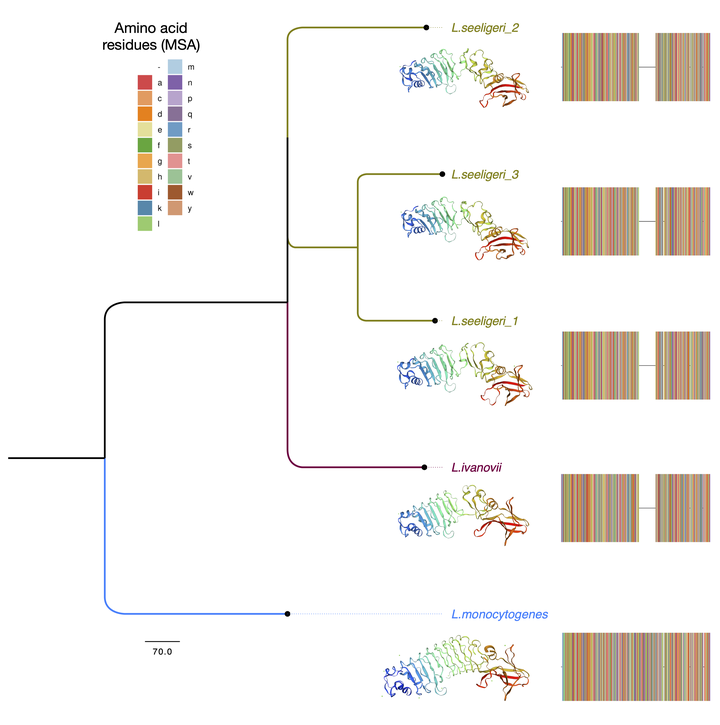 Amino acid
residues (MSA)
- m
a n
c p
d q
e r
f s
g t
h v
i w
k y
l
L.seeligeri_2
L.seeligeri_3
L.seeligeri_1
L.ivanovii
L.monocytogenes
70.0